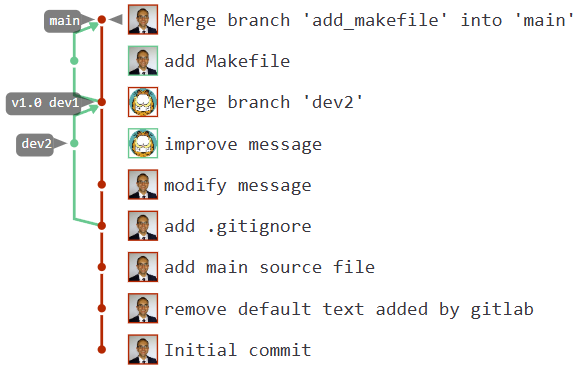 main Merge branch 'add_makefile' into 'main'
add Makefile
v1.0 dev1 Merge branch 'dev2'
dev2 improve message
modify message
add .gitignore
add main source file
remove default text added by gitlab
Initial commit